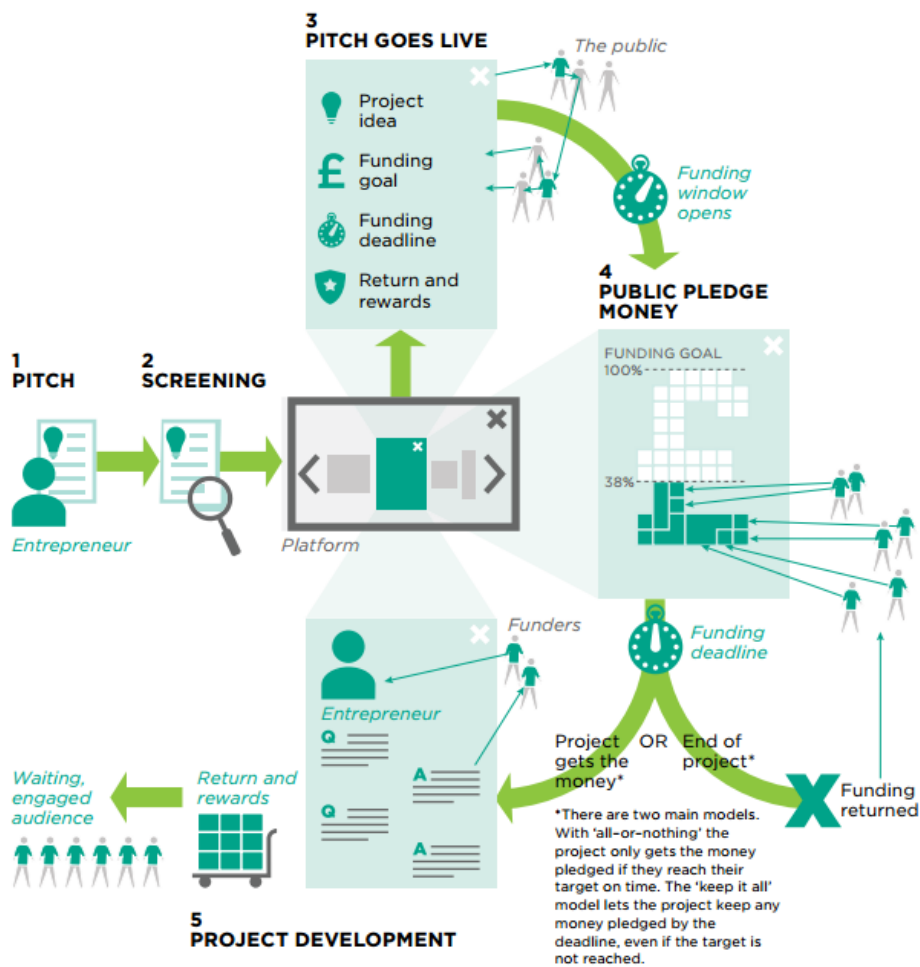 3
PITCH GOES LIVE
The public
Project
idea
£
Funding
goal
Funding
deadline
Return and
rewards
Funding
window
opens
1
PITCH
Entrepreneur
2
SCREENING
Platform
4
PUBLIC PLEDGE
MONEY
FUNDING GOAL
100%
38%
Funding
deadline
Project
gets the
money*
OR
End of
project*
Funding
returned
*There are two main models.
With ‘all-or-nothing’ the
project only gets the money
pledged if they reach their
target on time. The ‘keep it all’
model lets the project keep any
money pledged by the
deadline, even if the target is
not reached.
Funders
Entrepreneur
Q
A
Q
A
Return and
rewards
Waiting,
engaged
audience
5
PROJECT DEVELOPMENT